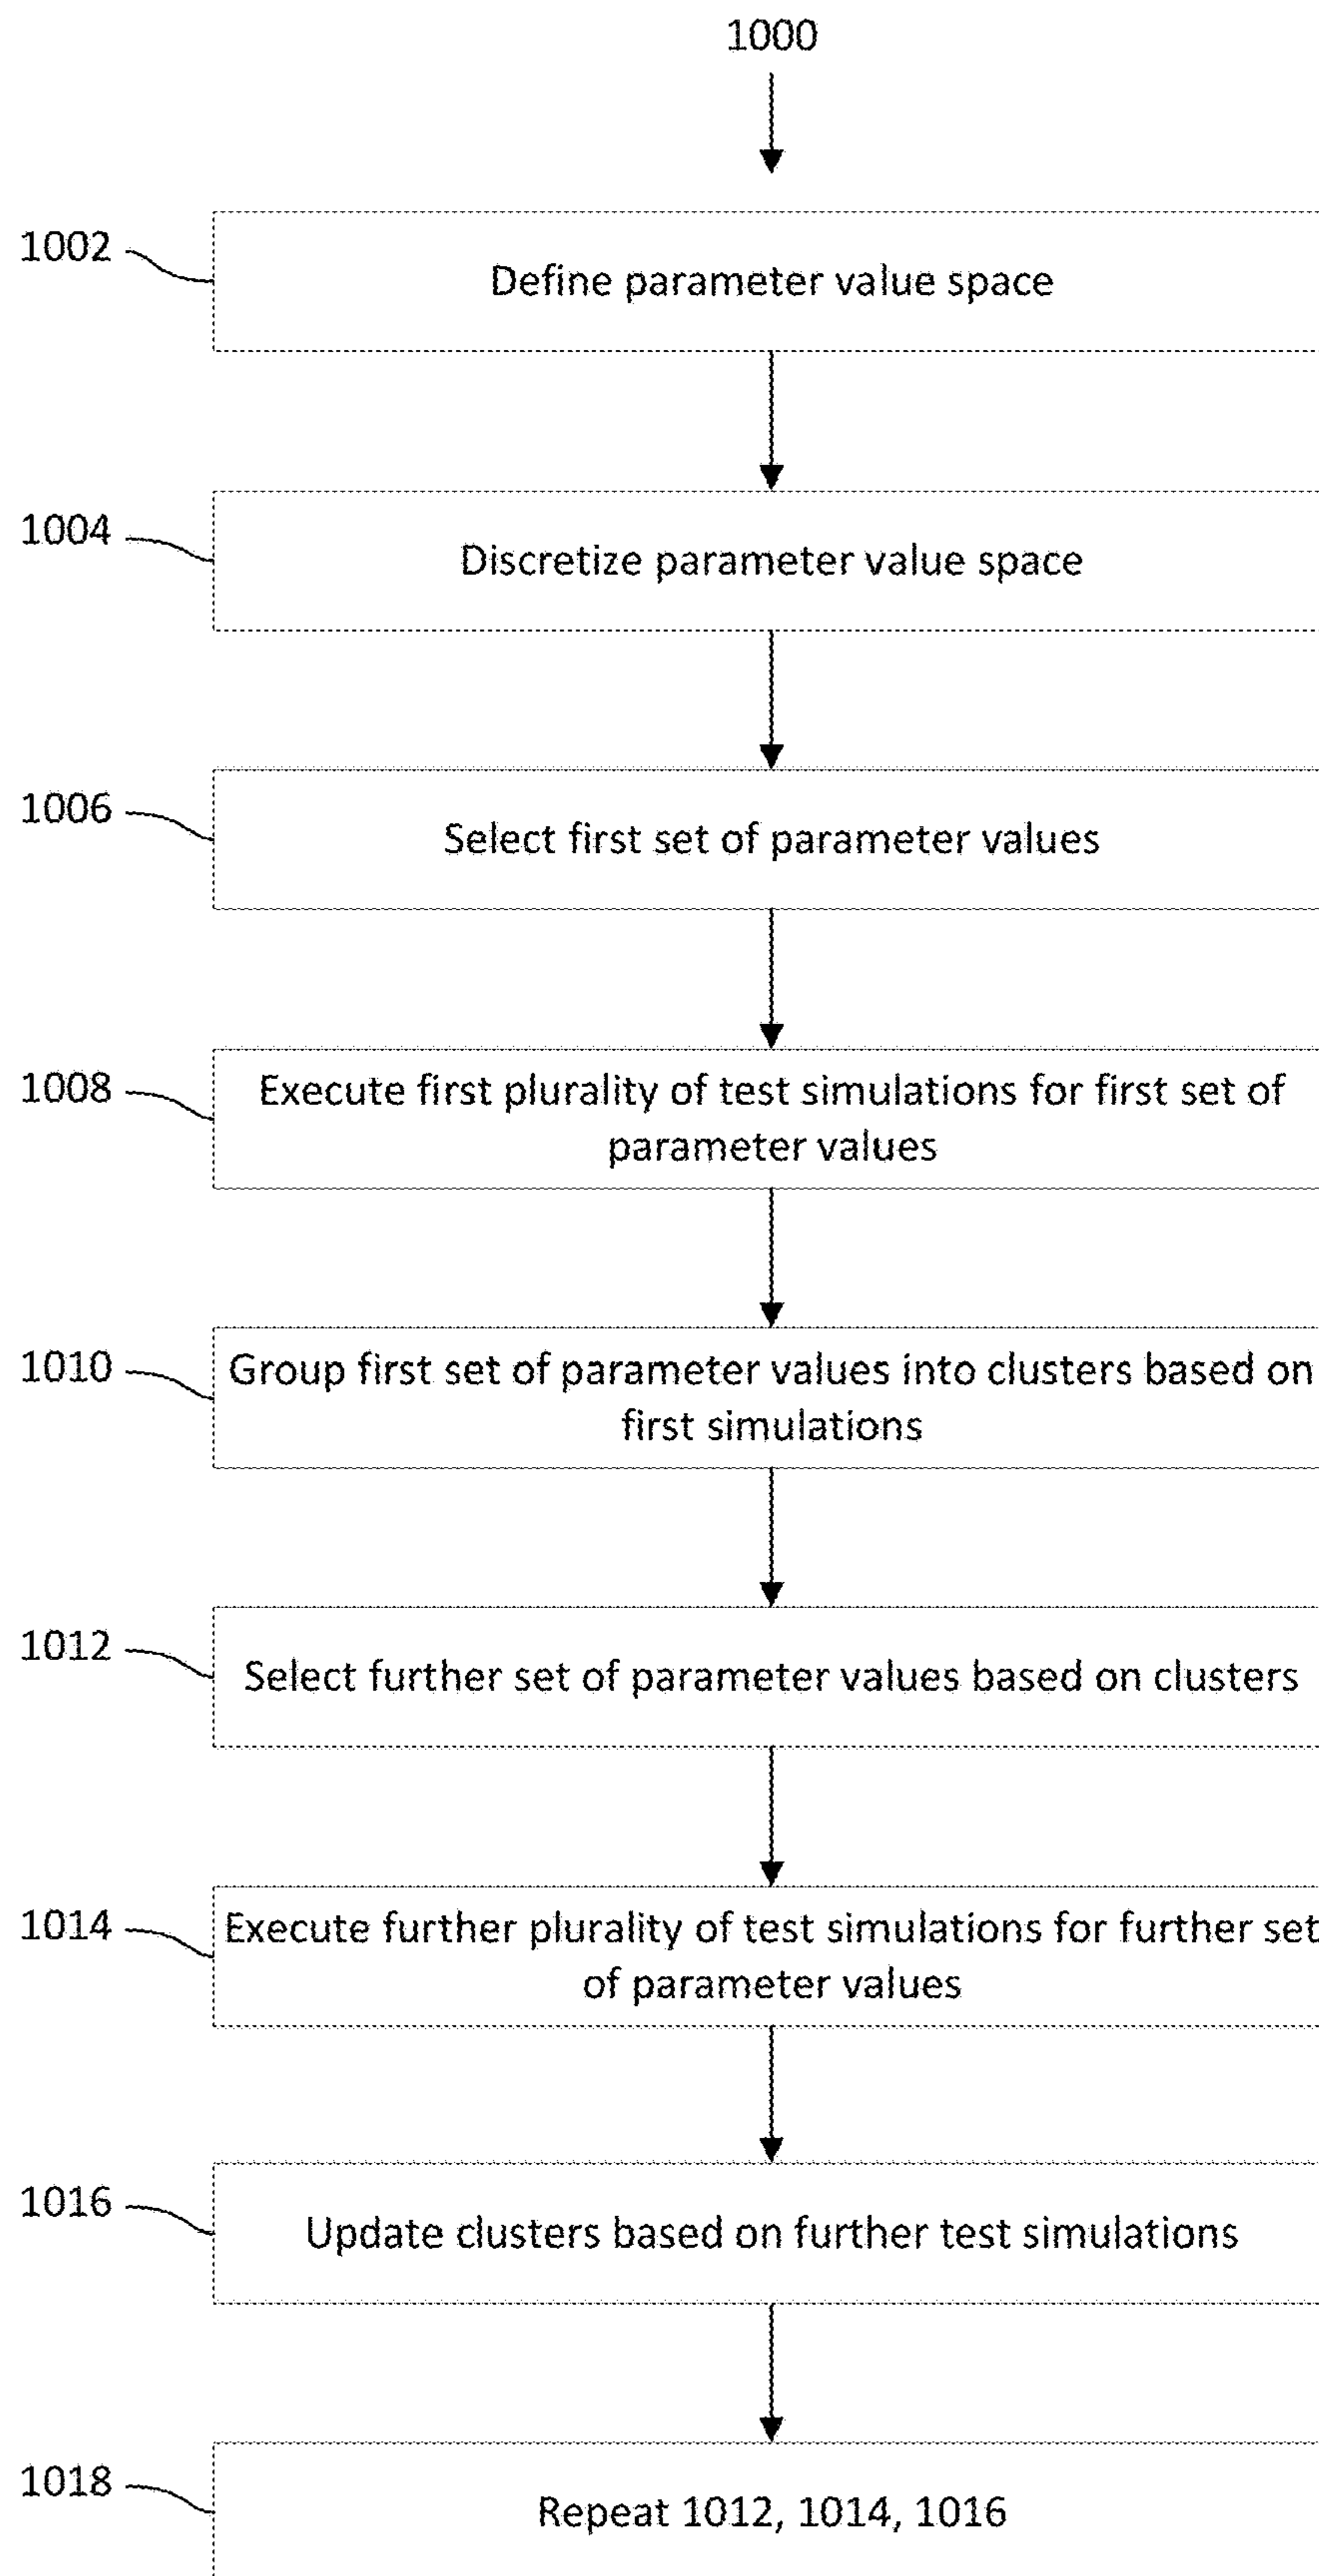 1000
1002
Define parameter value space
1004
Discretize parameter value space
1006
Select first set of parameter values
1008
Execute first plurality of test simulations for first set of
parameter values
1010
Group first set of parameter values into clusters based on
first simulations
1012
Select further set of parameter values based on clusters
1014
Execute further plurality of test simulations for further set
of parameter values
1016
Update clusters based on further test simulations
1018
Repeat 1012, 1014, 1016